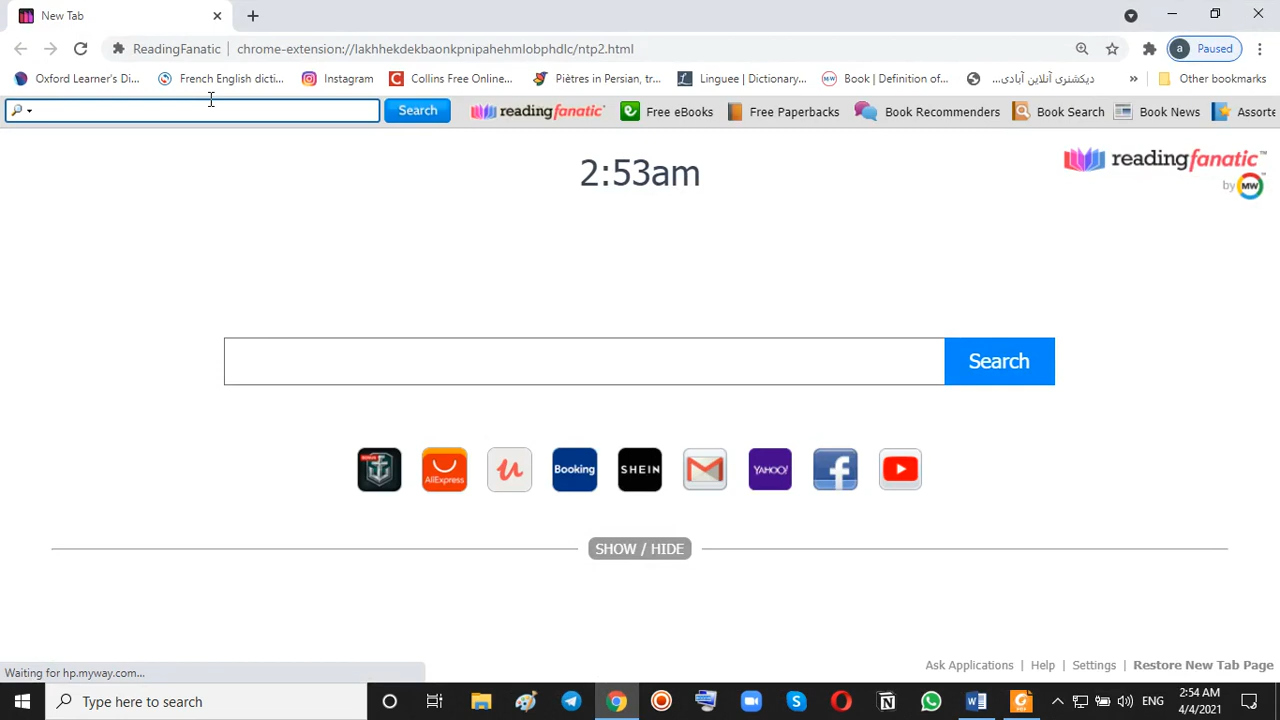 New Tab
ReadingFanatic | chrome-extension://lakhhekdekbaonkpnipahehmlobphdlc/ntp2.html
a Paused
Oxford Learner's Di... French English dicti... Instagram Collins Free Online... Piètres in Persian, tr... Linguee | Dictionary... Book | Definition of... دیکشنری آنلاین آبادی... » Other bookmarks
Search readingfanatic Free eBooks Free Paperbacks Book Recommenders Book Search Book News Assorte
2:53am
readingfanatic™
by MW
Search
AliExpress Booking SHEIN YAHOO!
SHOW / HIDE
Waiting for hp.myway.com...
Ask Applications | Help | Settings | Restore New Tab Page
Type here to search
ENG
2:54 AM
4/4/2021